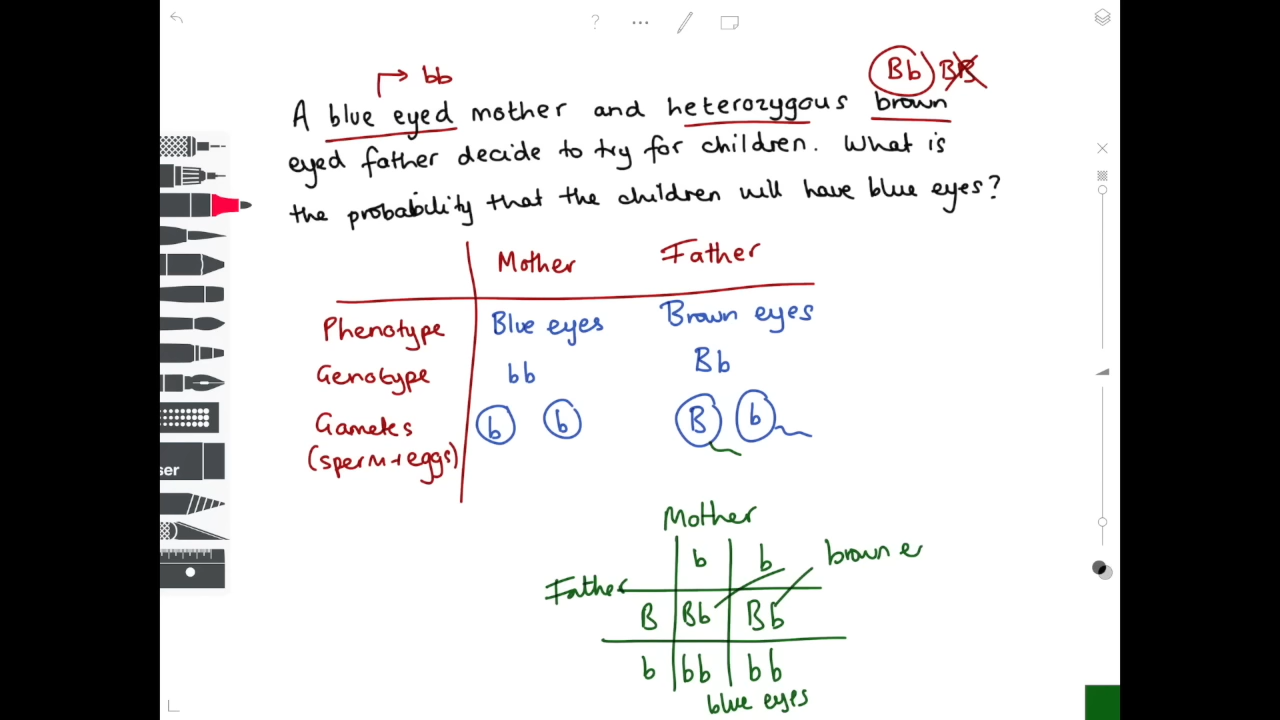 ?
...
bb
Bb BB
A blue eyed mother and heterozygous brown
eyed father decide to try for children. What is
the probability that the children will have blue eyes?
Mother Father
Phenotype Blue eyes Brown eyes
Genotype bb Bb
Gametes b b B b
(sperm + eggs)
ser
Mother
b b brown e
Father
B Bb Bb
b bb bb
blue eyes